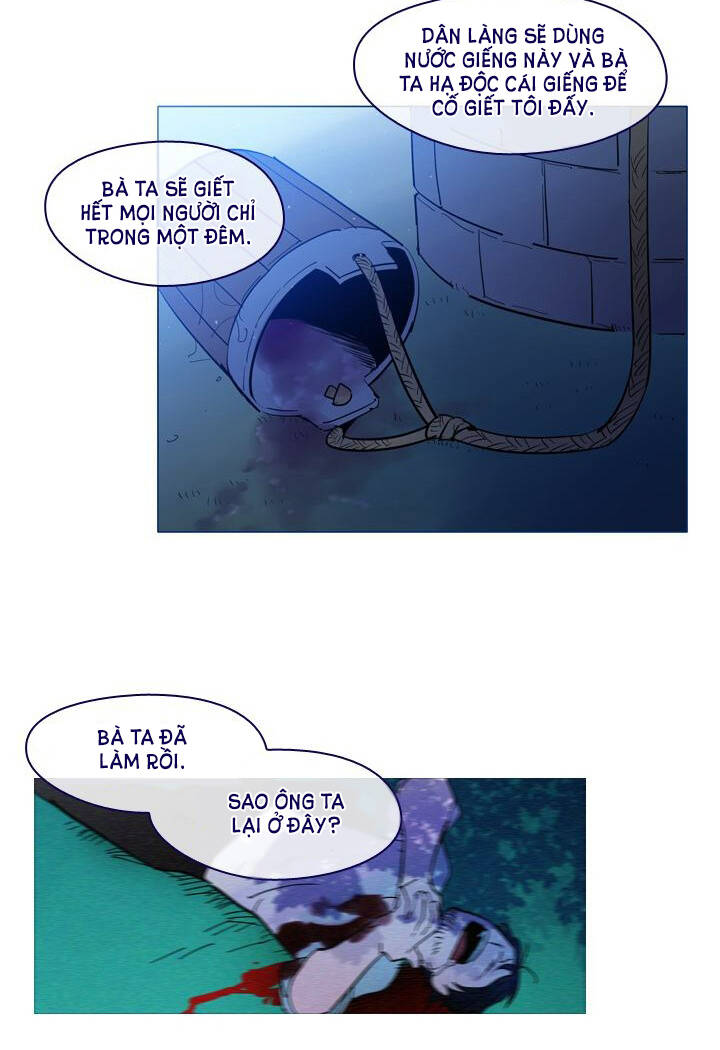 DÂN LÀNG SẼ DÙNG
NƯỚC GIẾNG NÀY VÀ BÀ
TA HẠ ĐỘC CÁI GIẾNG ĐỂ
CỐ GIẾT TÔI ĐẤY.
BÀ TA SẼ GIẾT
HẾT MỌI NGƯỜI CHỈ
TRONG MỘT ĐÊM.
BÀ TA ĐÃ
LÀM RỒI.
SAO ÔNG TA
LẠI Ở ĐÂY?